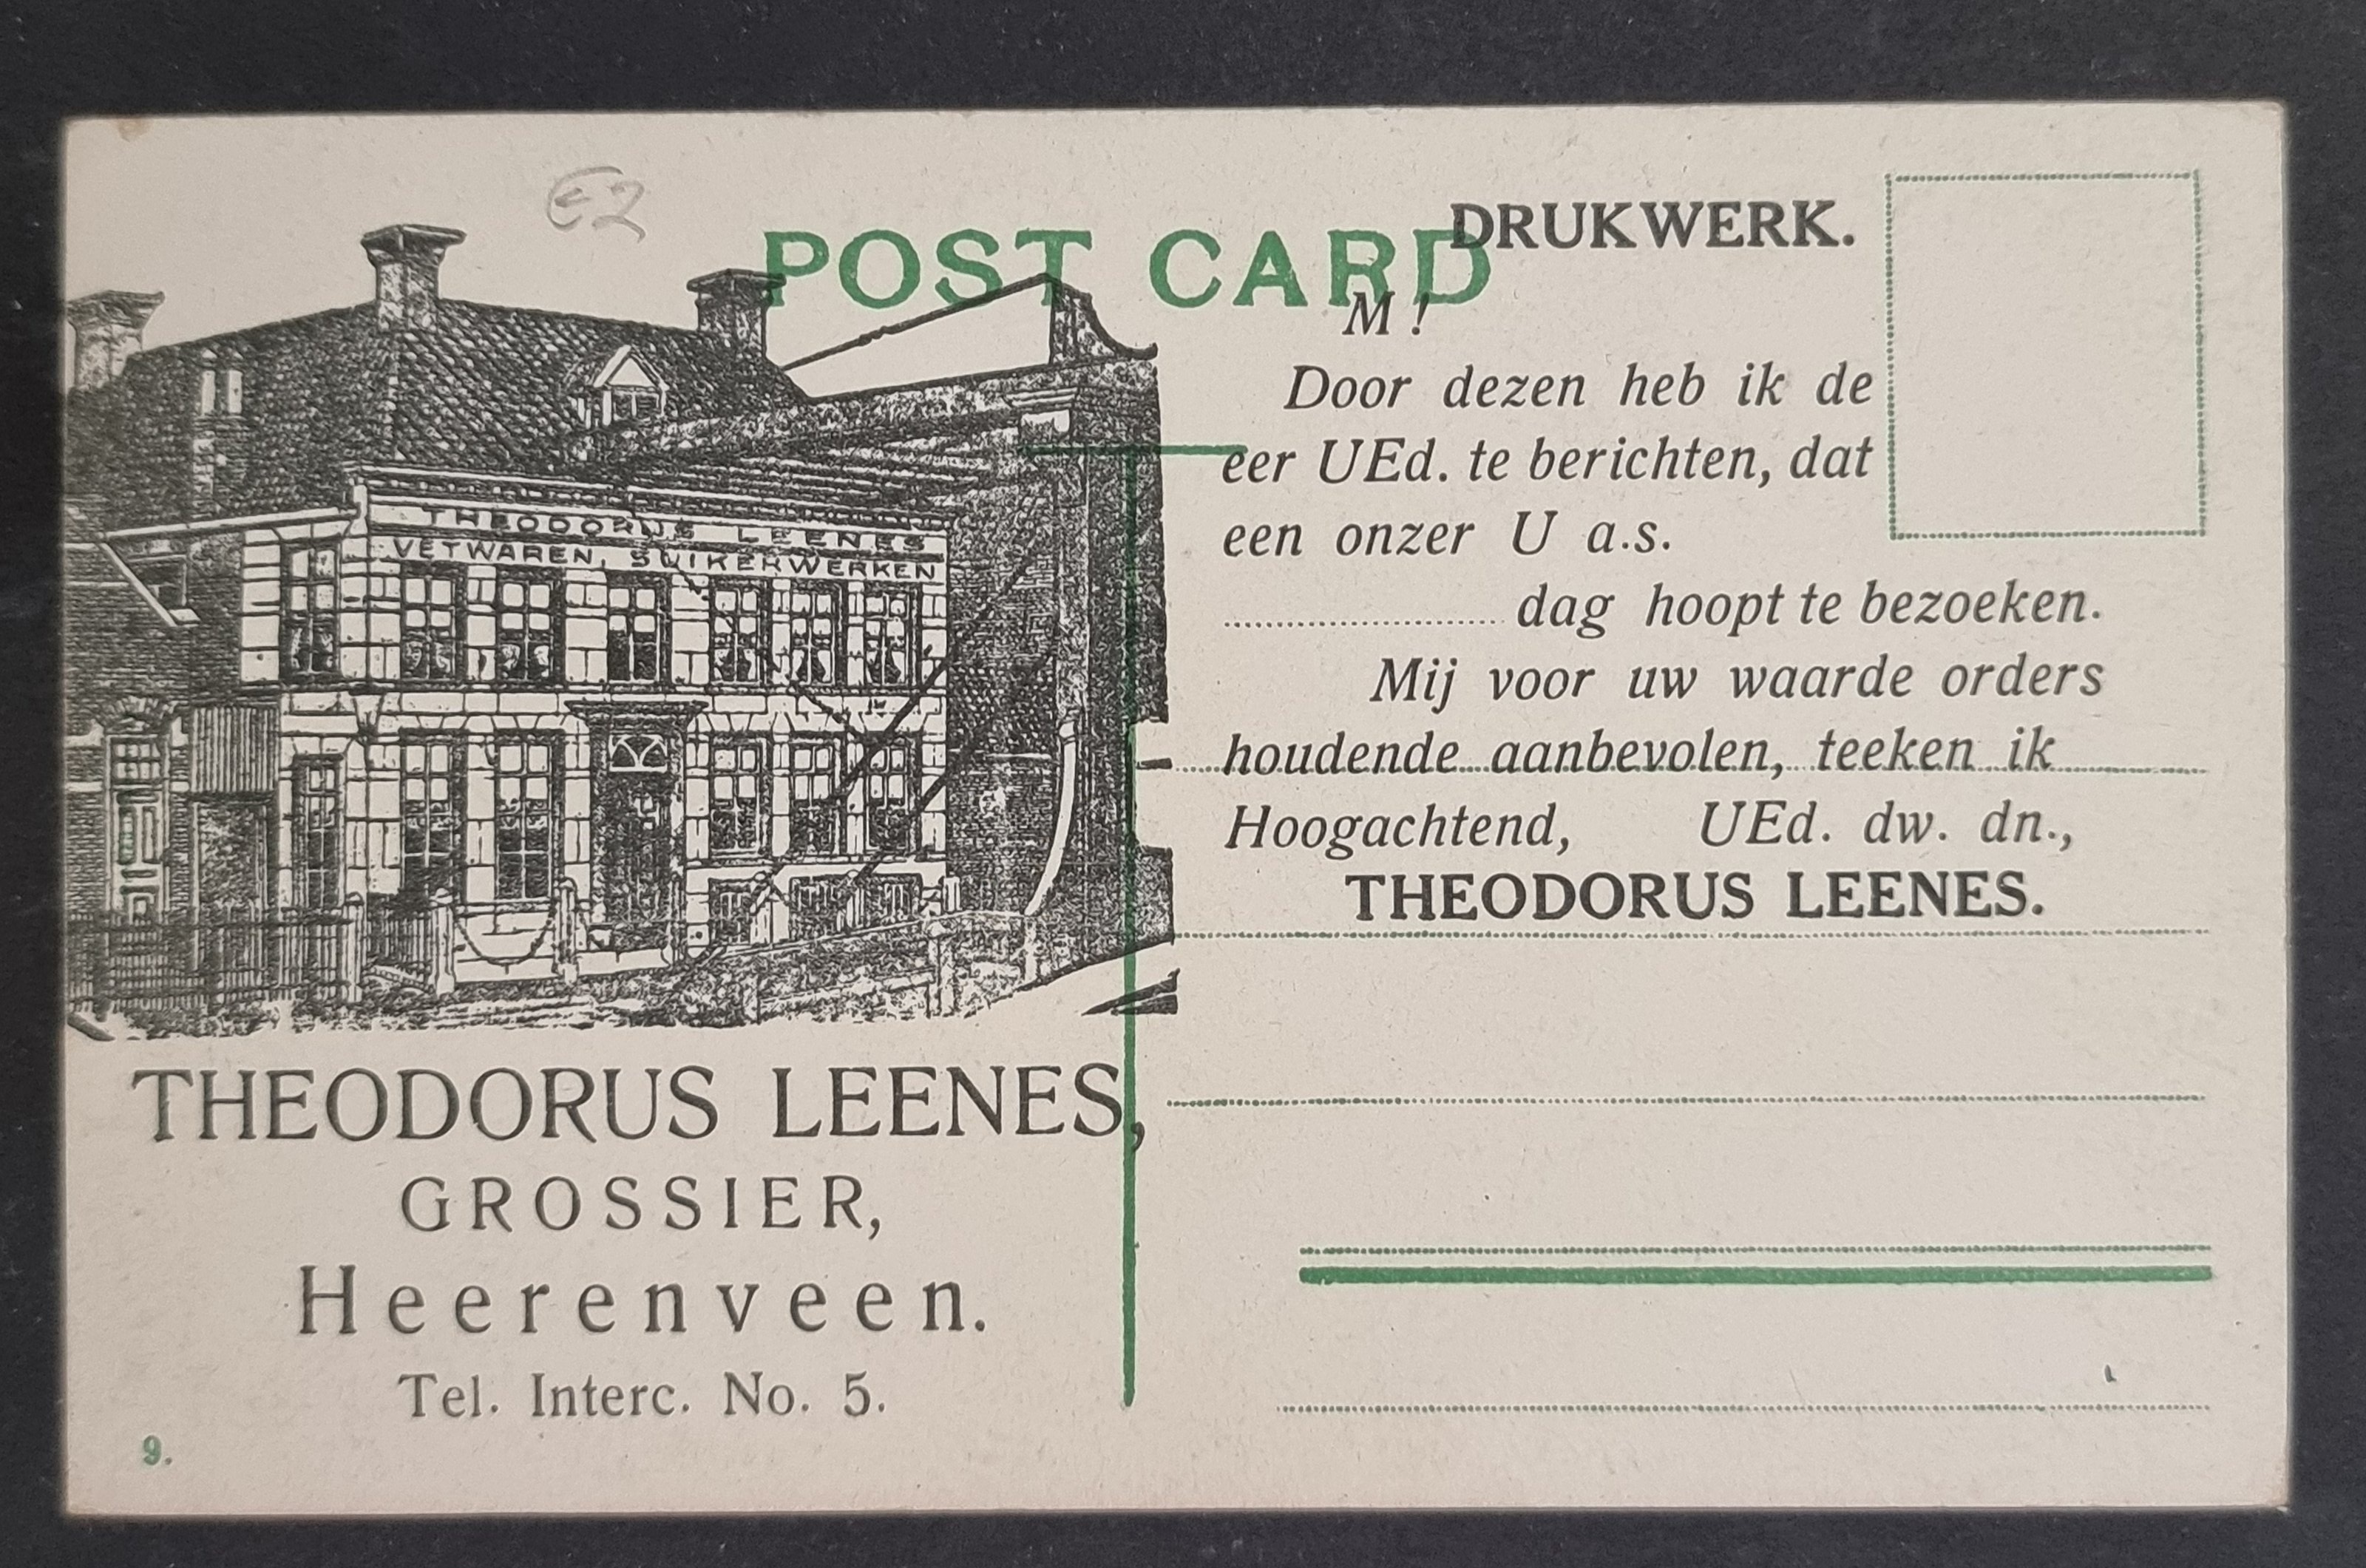 E2
POST CARD
DRUKWERK.
M !
Door dezen heb ik de
eer UEd. te berichten, dat
een onzer U a.s.
........................ dag hoopt te bezoeken.
Mij voor uw waarde orders
houdende aanbevolen, teeken ik
Hoogachtend, UEd. dw. dn.,
THEODORUS LEENES.
THEODORUS LEENES
VETWAREN, SUIKERWERKEN
THEODORUS LEENES,
GROSSIER,
Heerenveen.
Tel. Interc. No. 5.
9.